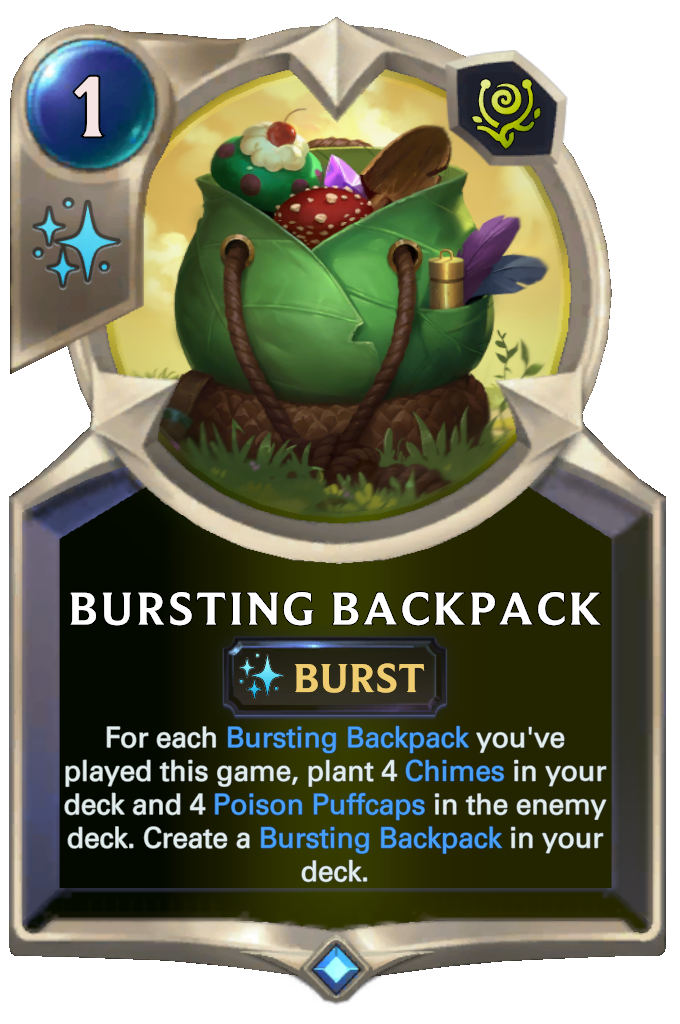 1
BURSTING BACKPACK
BURST
For each Bursting Backpack you've
played this game, plant 4 Chimes in your
deck and 4 Poison Puffcaps in the enemy
deck. Create a Bursting Backpack in your
deck.